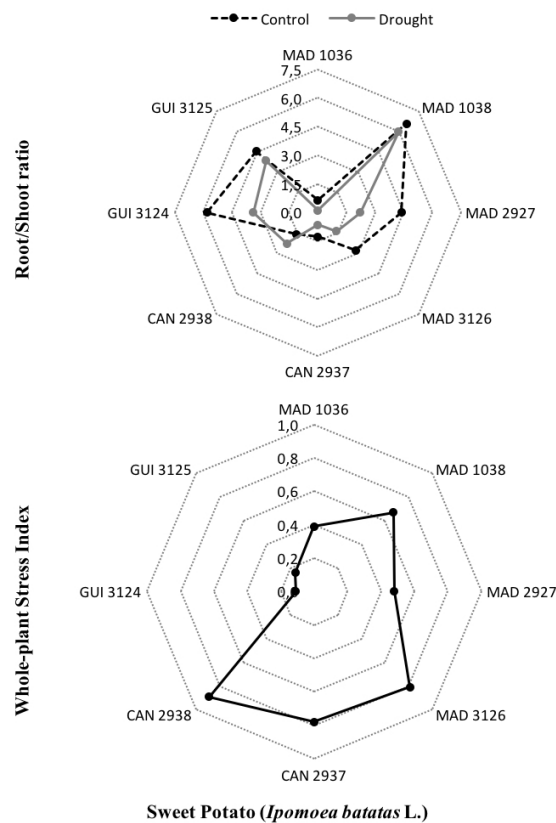 Control Drought
MAD 1036
7,5
6,0
4,5
3,0
1,5
0,0
MAD 1038
MAD 2927
MAD 3126
CAN 2937
CAN 2938
GUI 3124
GUI 3125
Root/Shoot ratio
MAD 1036
1,0
0,8
0,6
0,4
0,2
0,0
MAD 1038
MAD 2927
MAD 3126
CAN 2937
CAN 2938
GUI 3124
GUI 3125
Whole-plant Stress Index
Sweet Potato (Ipomoea batatas L.)